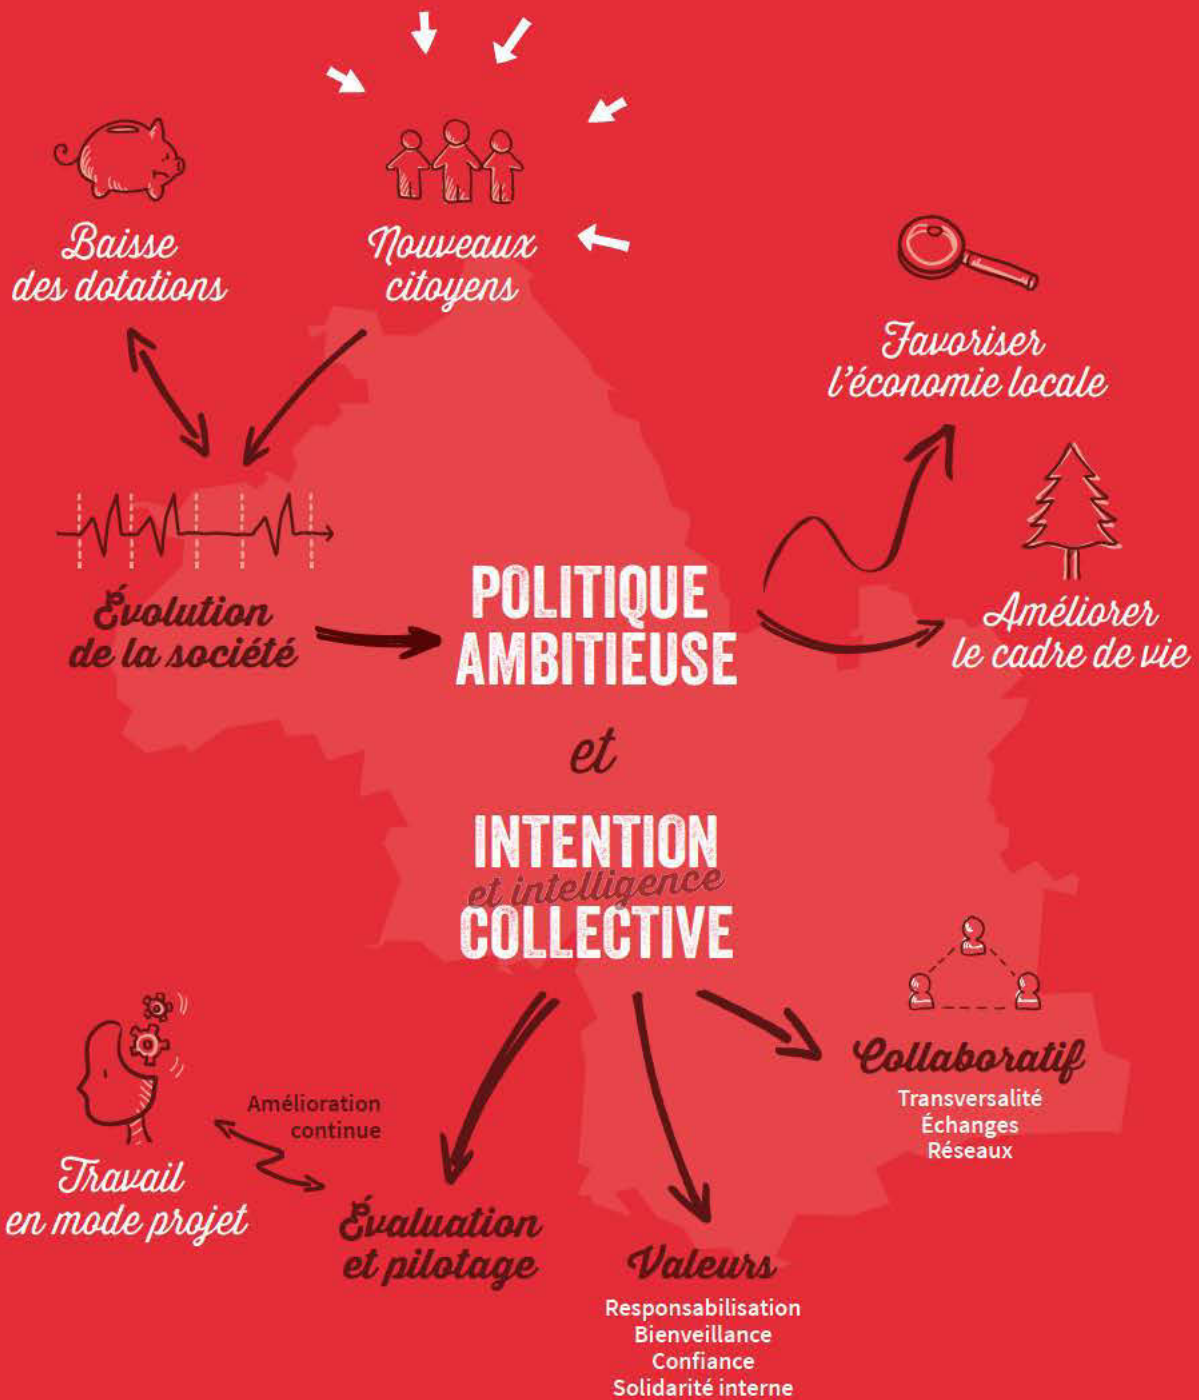 Baisse
des dotations
Nouveaux
citoyens
Favoriser
l'économie locale
Améliorer
le cadre de vie
Évolution
de la société
POLITIQUE
AMBITIEUSE
et
INTENTION
et intelligence
COLLECTIVE
Collaboratif
Transversalité
Échanges
Réseaux
Amélioration
continue
Travail
en mode projet
Évaluation
et pilotage
Valeurs
Responsabilisation
Bienveillance
Confiance
Solidarité interne